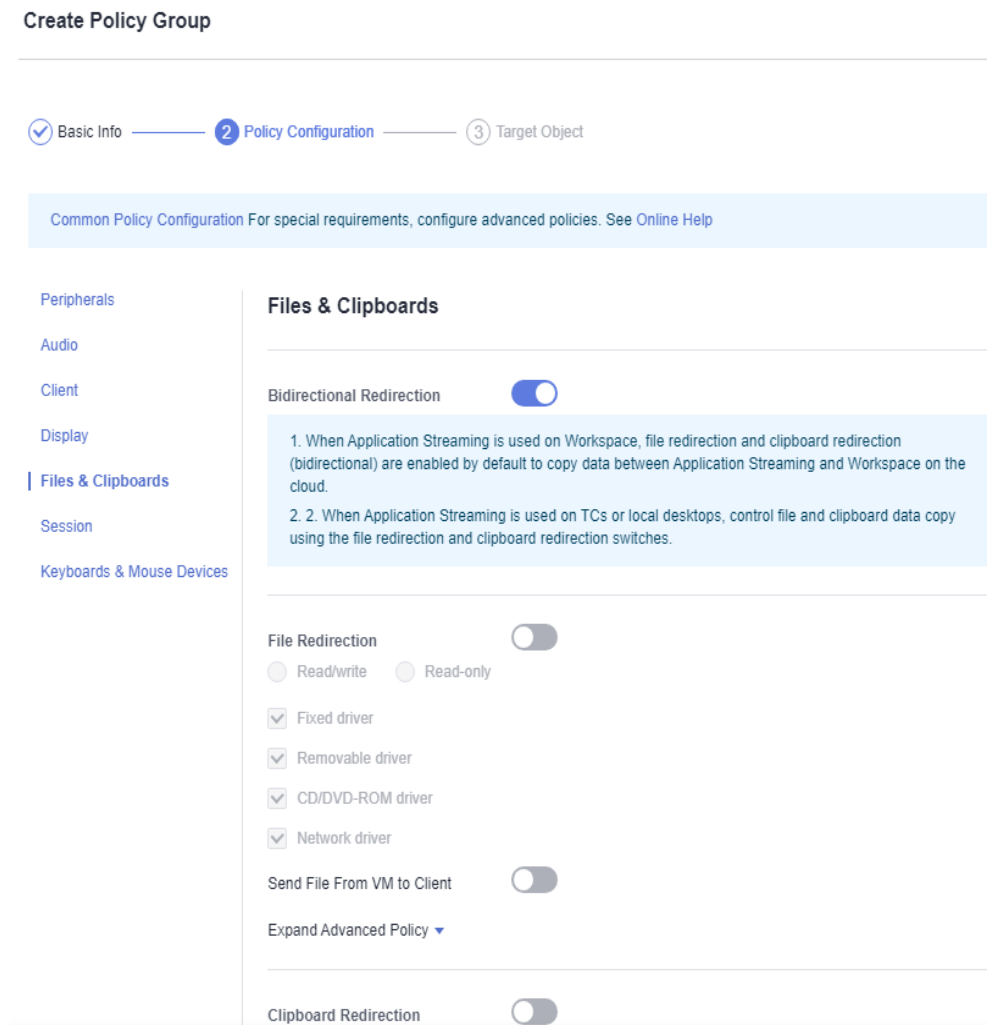 Create Policy Group
Basic Info
2 Policy Configuration
3 Target Object
Common Policy Configuration For special requirements, configure advanced policies. See Online Help
Peripherals
Audio
Client
Display
Files & Clipboards
Session
Keyboards & Mouse Devices
Files & Clipboards
Bidirectional Redirection
1. When Application Streaming is used on Workspace, file redirection and clipboard redirection
(bidirectional) are enabled by default to copy data between Application Streaming and Workspace on the
cloud.
2. 2. When Application Streaming is used on TCs or local desktops, control file and clipboard data copy
using the file redirection and clipboard redirection switches.
File Redirection
Read/write Read-only
Fixed driver
Removable driver
CD/DVD-ROM driver
Network driver
Send File From VM to Client
Expand Advanced Policy
Clipboard Redirection